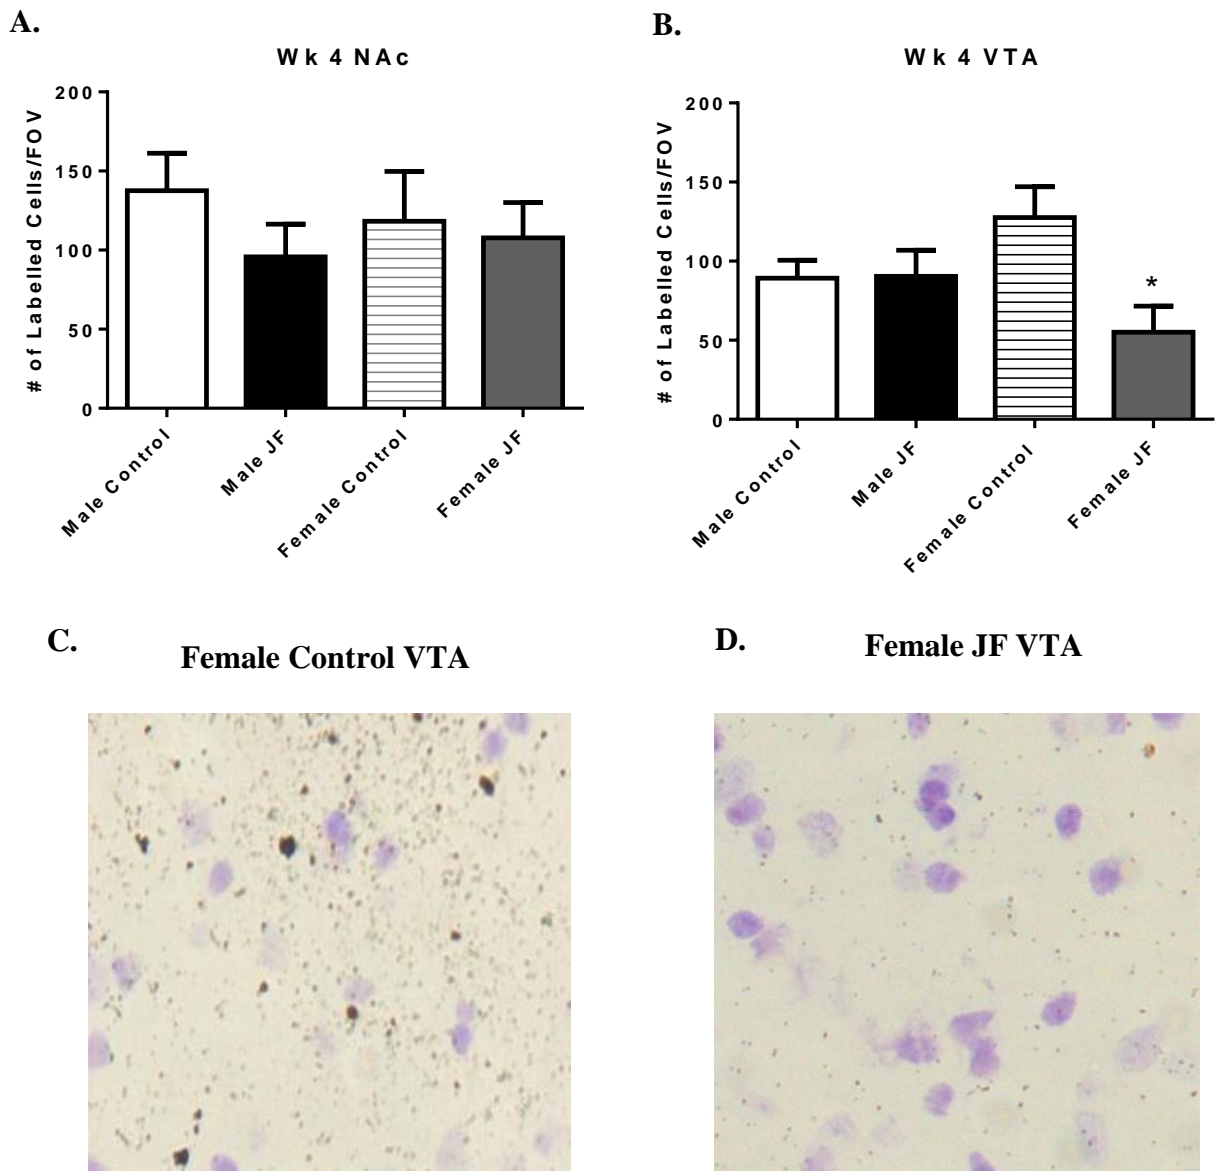 A.
Wk 4 NAc
# of Labelled Cells/FOV
200
150
100
50
0
Male Control
Male JF
Female Control
Female JF
B.
Wk 4 VTA
# of Labelled Cells/FOV
200
150
100
50
0
*
Male Control
Male JF
Female Control
Female JF
C.
Female Control VTA
D.
Female JF VTA